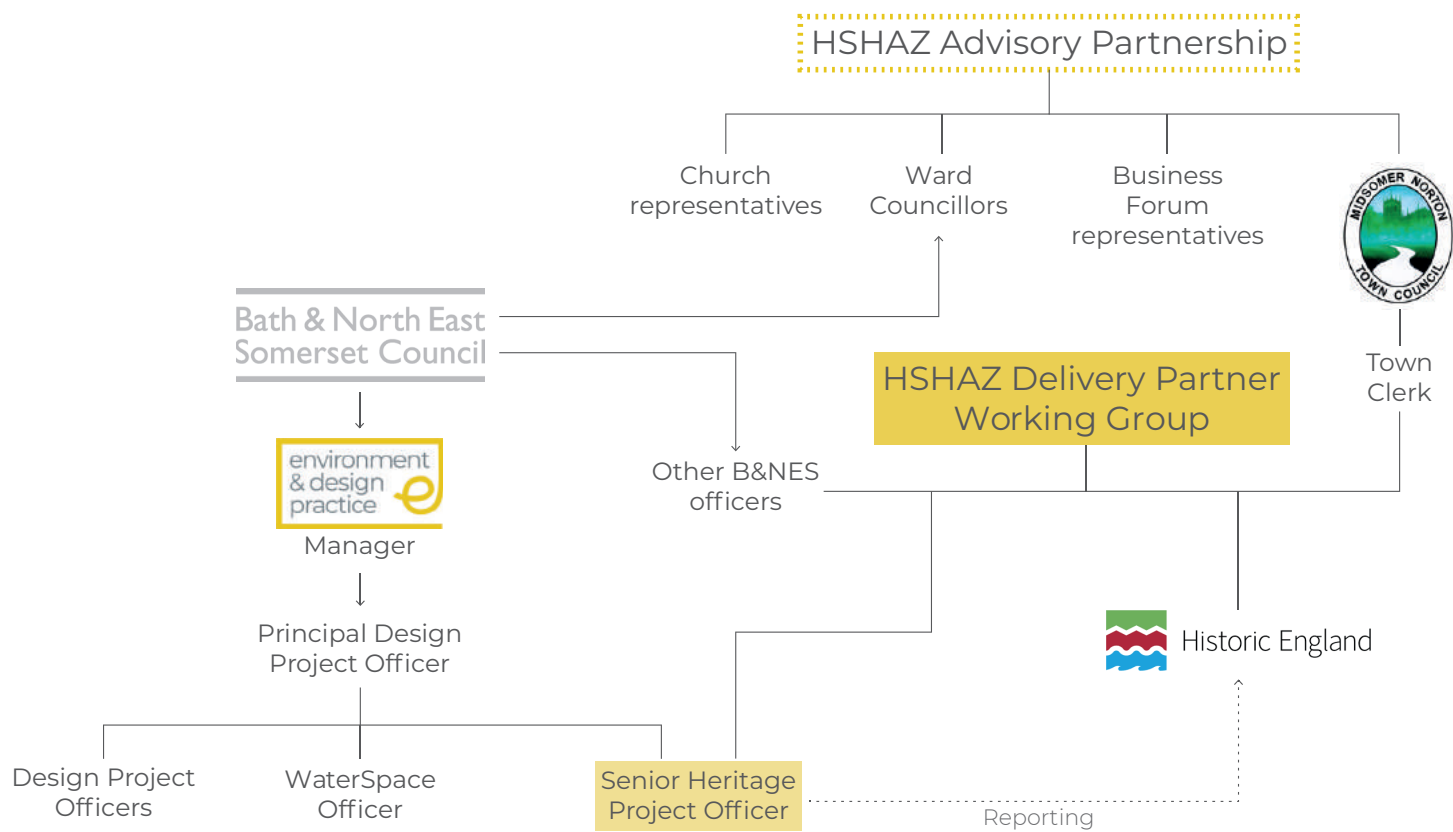 HSHAZ Advisory Partnership
Church
representatives
Ward
Councillors
Business
Forum
representatives
MIDSOMER NORTON
TOWN COUNCIL
Bath & North East
Somerset Council
HSHAZ Delivery Partner
Working Group
Town
Clerk
environment
& design
practice
Manager
Other B&NES
officers
Principal Design
Project Officer
Historic England
Design Project
Officers
WaterSpace
Officer
Senior Heritage
Project Officer
Reporting